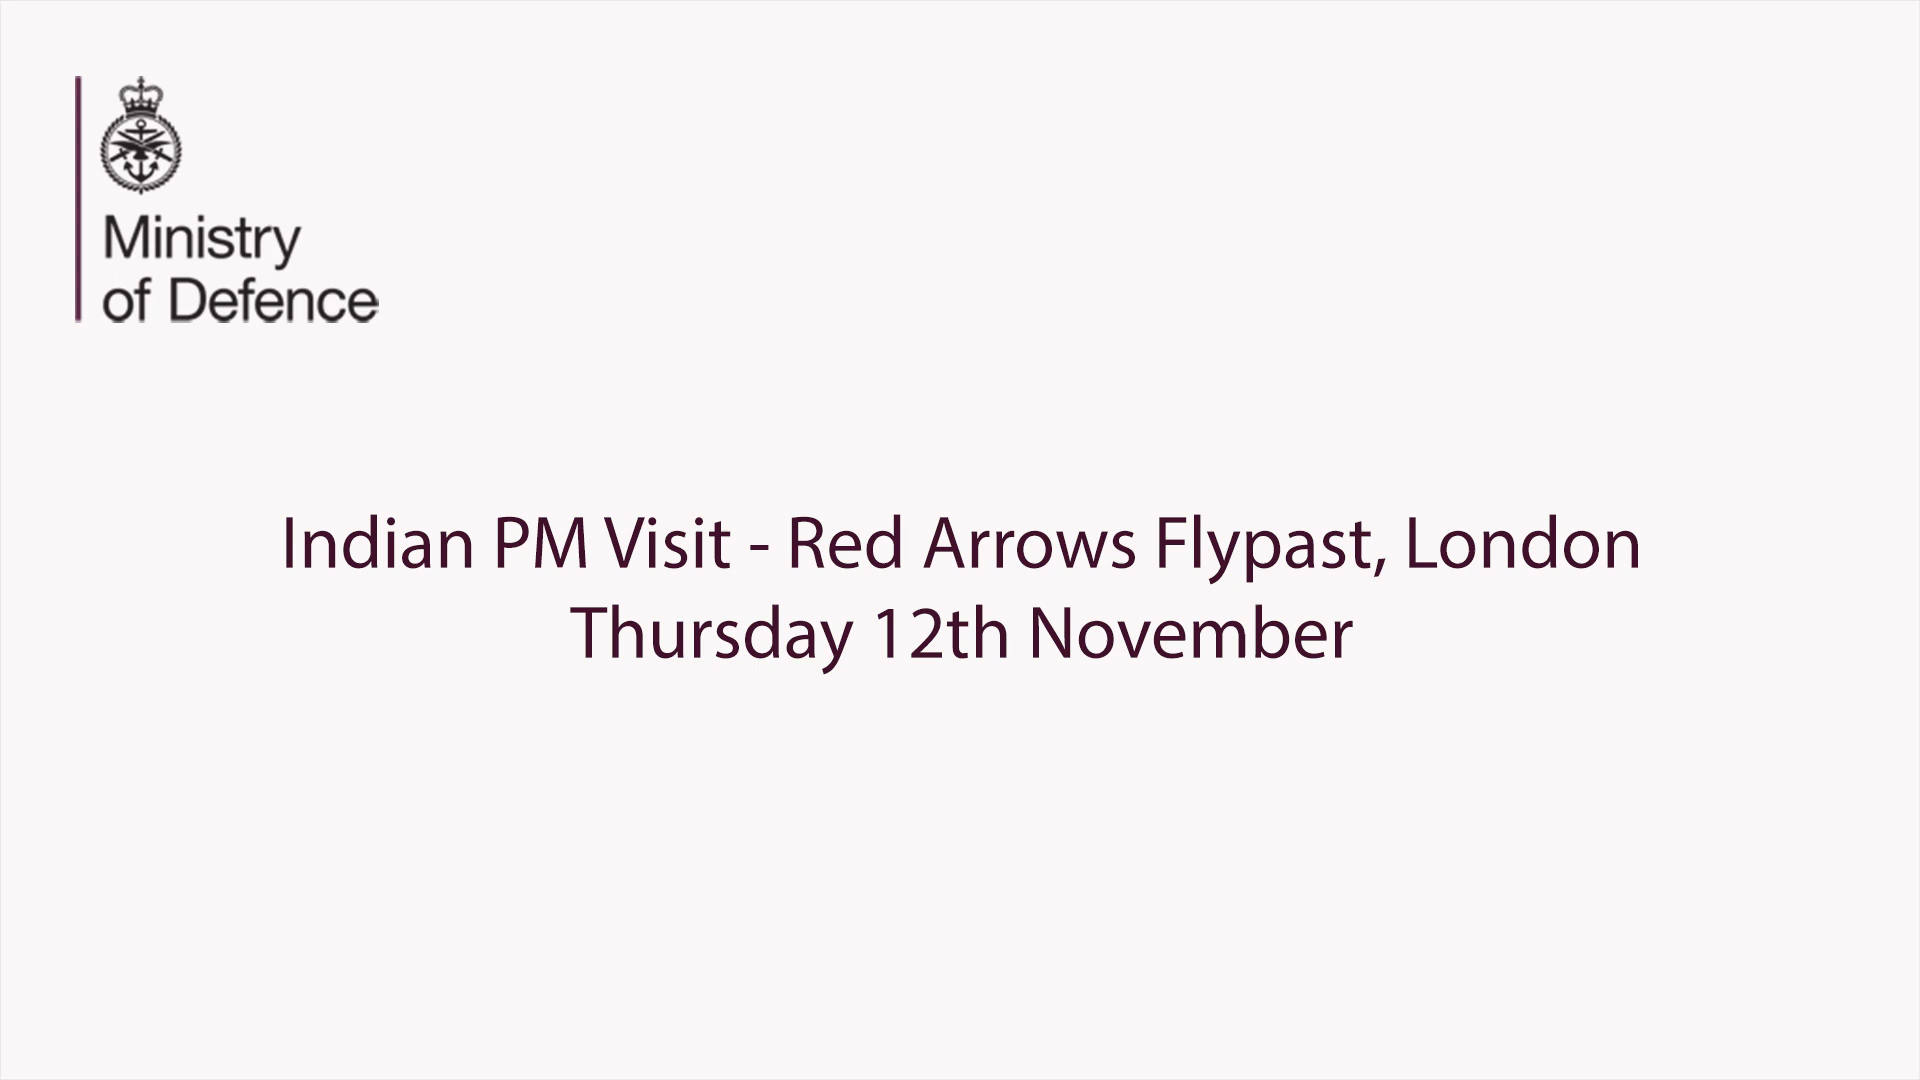 Ministry
of Defence
Indian PM Visit - Red Arrows Flypast, London
Thursday 12th November